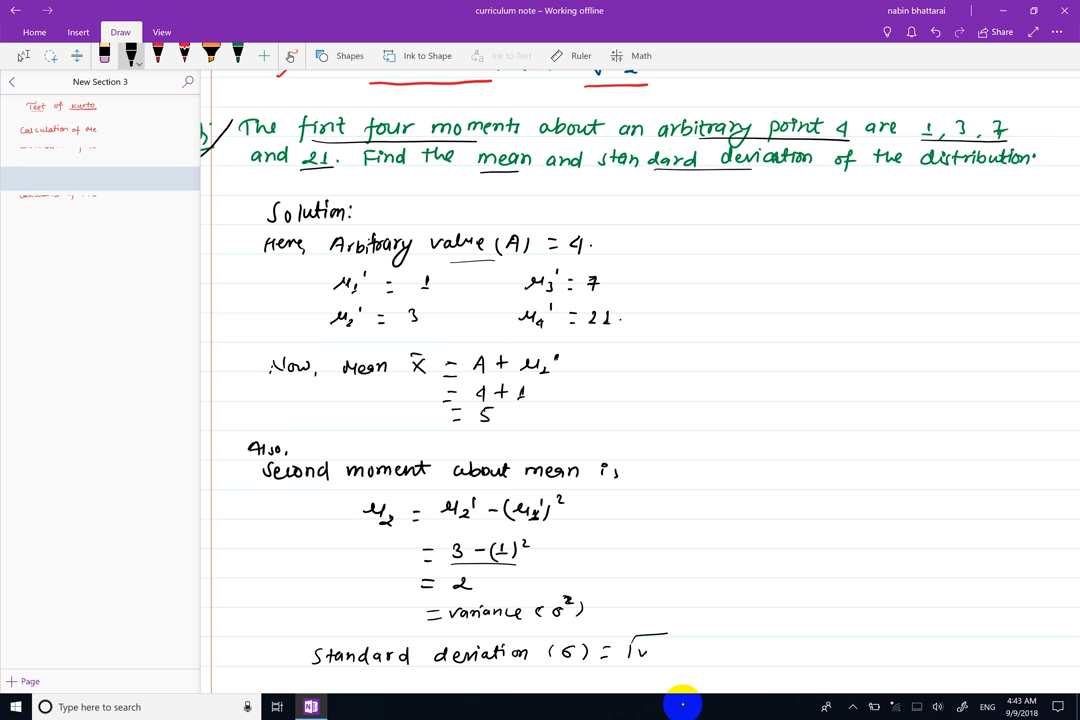 curriculum note – Working offline
nabin bhattarai
Home Insert Draw View
Share
Shapes Ink to Shape Ink to Text Ruler Math
New Section 3
Test of kurto
Calculation of Me
b) The first four moments about an arbitrary point 4 are 1, 3, 7
and 21. Find the mean and standard deviation of the distribution.
Solution:
Here, Arbitrary value (A) = 4.
μ₁' = 1 μ₃' = 7
μ₂' = 3 μ₄' = 21.
Now, Mean X̄ = A + μ₁'
= 4 + 1
= 5
Also,
Second moment about mean is
μ₂ = μ₂' - (μ₁')²
= 3 - (1)²
= 2
= variance (σ²)
Standard deviation (σ) = √v
+ Page
Type here to search
ENG
4:43 AM
9/9/2018